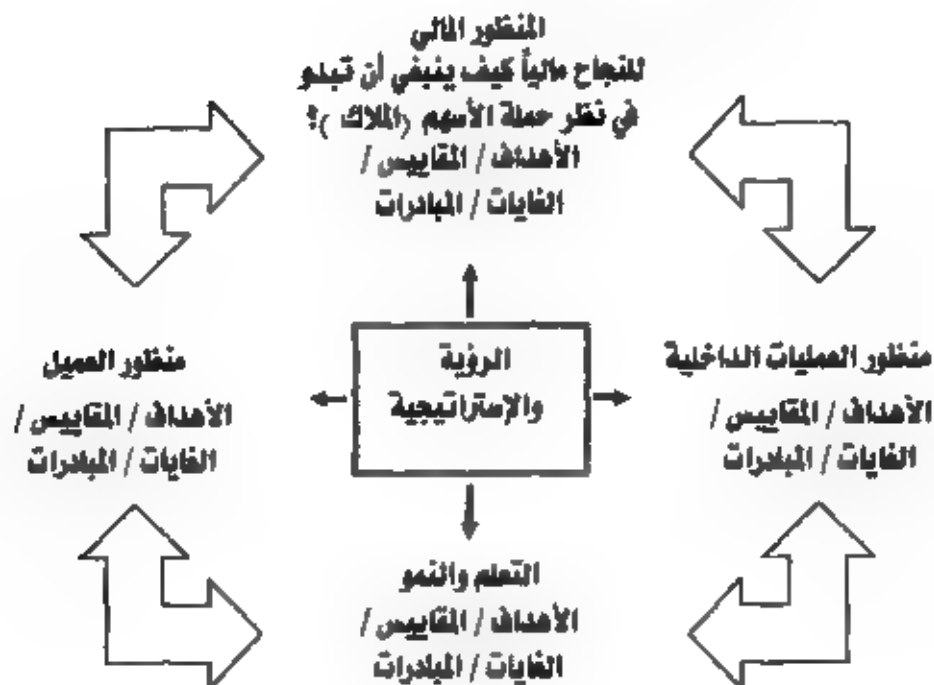 المنظور المالي
للنجاح مالياً كيف ينبغي أن تبدو
في نظر حملة الأسهم (الملاك)؟
الأهداف / المقاييس /
الغايات / المبادرات
الرؤية
والإستراتيجية
منظور العمليات الداخلية
الأهداف / المقاييس /
الغايات / المبادرات
منظور العميل
الأهداف / المقاييس /
الغايات / المبادرات
التعلم والنمو
الأهداف / المقاييس /
الغايات / المبادرات